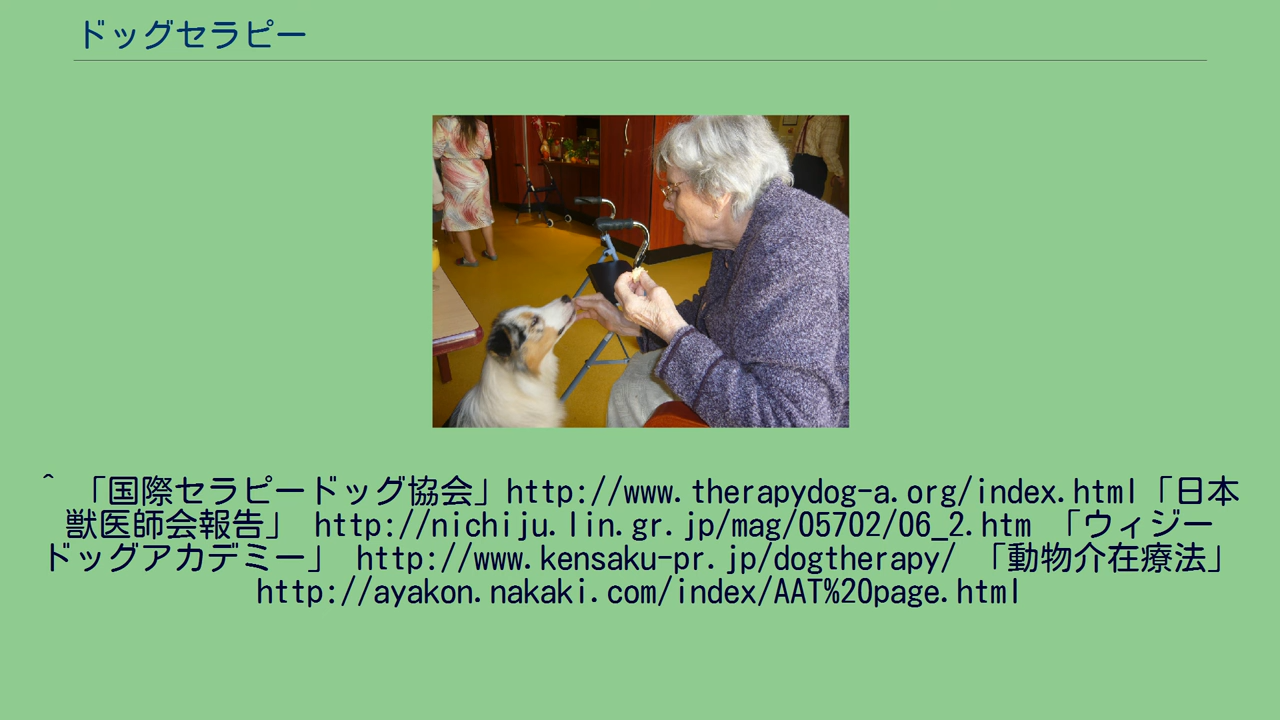 ドッグセラピー
^ 「国際セラピードッグ協会」http://www.therapydog-a.org/index.html「日本
獣医師会報告」 http://nichiju.lin.gr.jp/mag/05702/06_2.htm 「ウィジー
ドッグアカデミー」 http://www.kensaku-pr.jp/dogtherapy/ 「動物介在療法」
http://ayakon.nakaki.com/index/AAT%20page.html